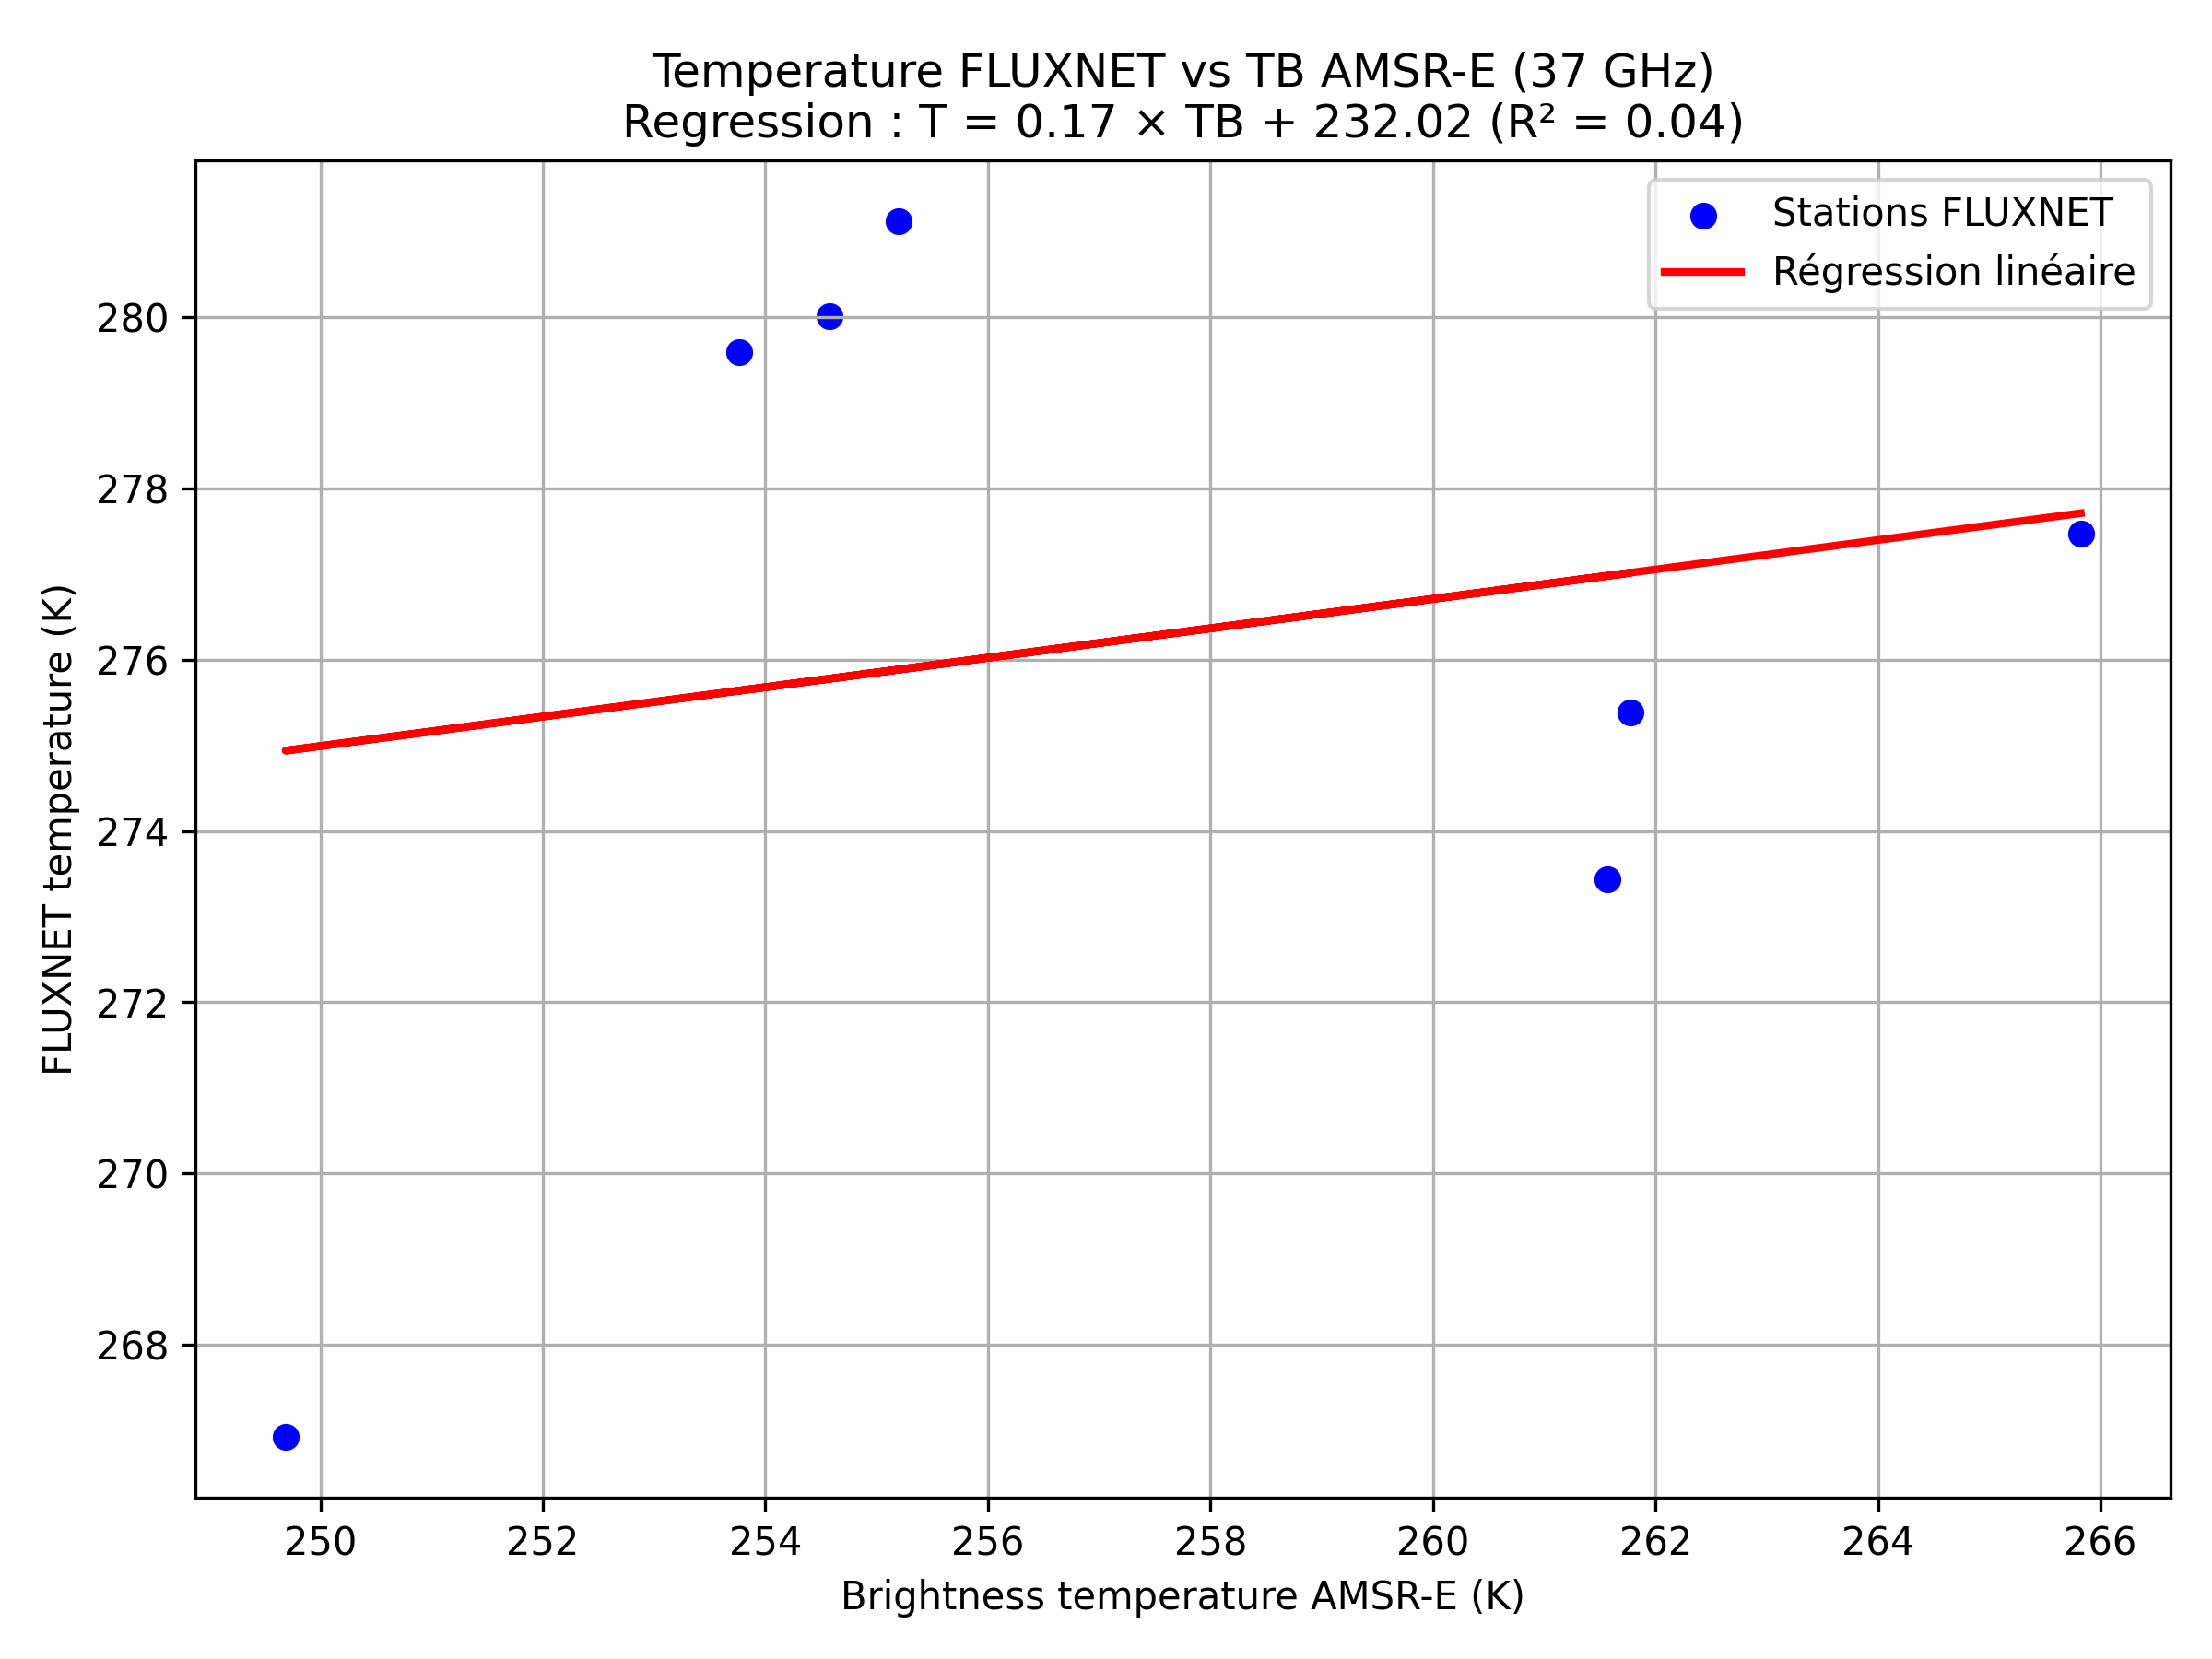 Temperature FLUXNET vs TB AMSR-E (37 GHz)
Regression : T = 0.17 × TB + 232.02 (R² = 0.04)
Stations FLUXNET
Régression linéaire
FLUXNET temperature (K)
280
278
276
274
272
270
268
250 252 254 256 258 260 262 264 266
Brightness temperature AMSR-E (K)